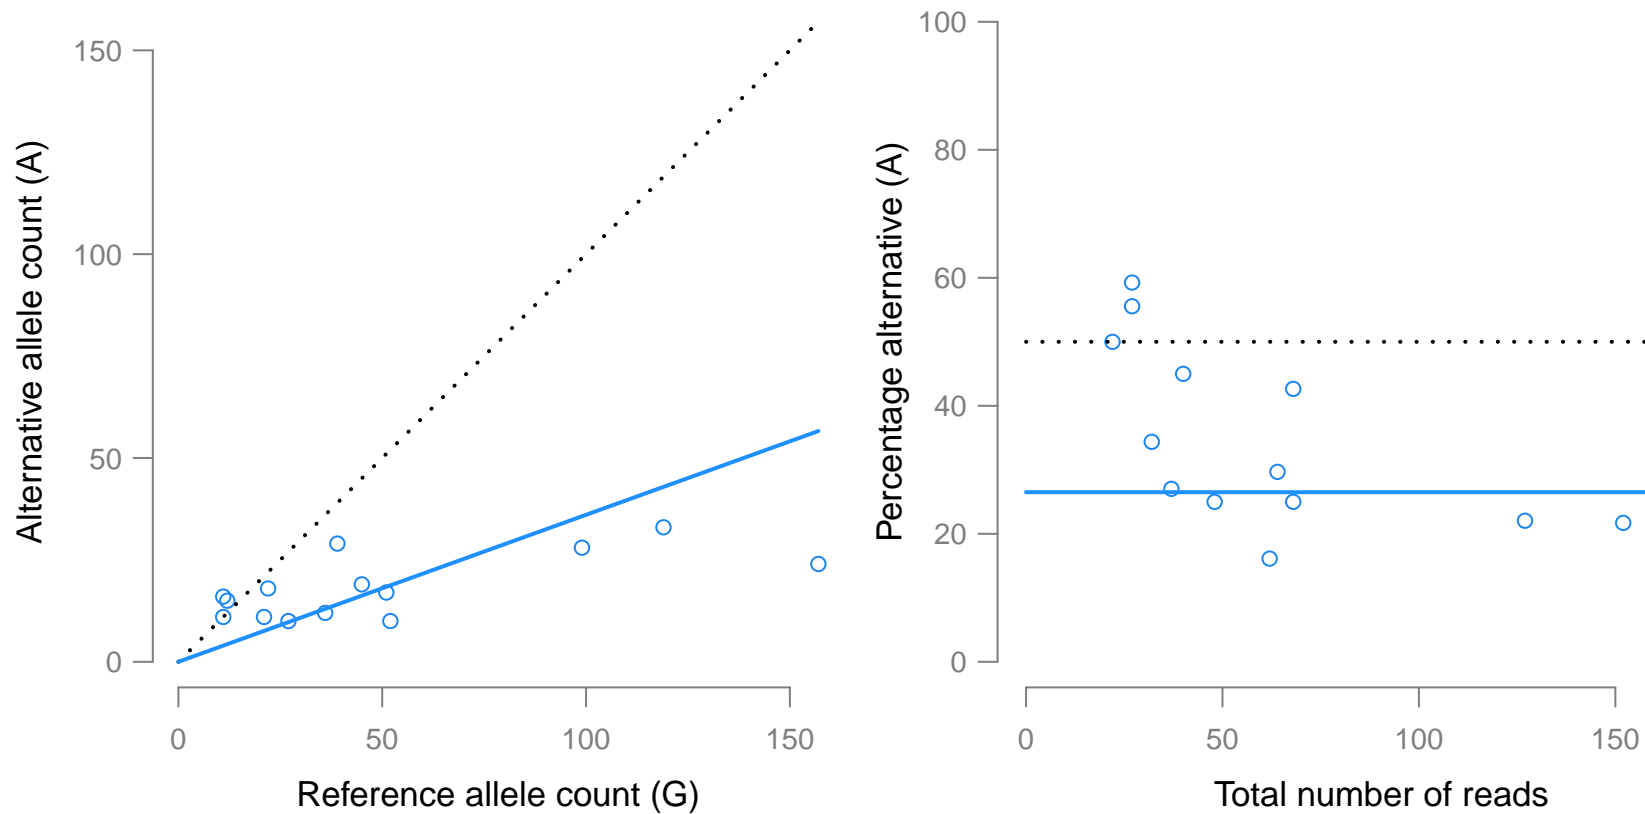 Alternative allele count (A)
150
100
50
0
0 50 100 150
Reference allele count (G)
Percentage alternative (A)
100
80
60
40
20
0
0 50 100 150
Total number of reads